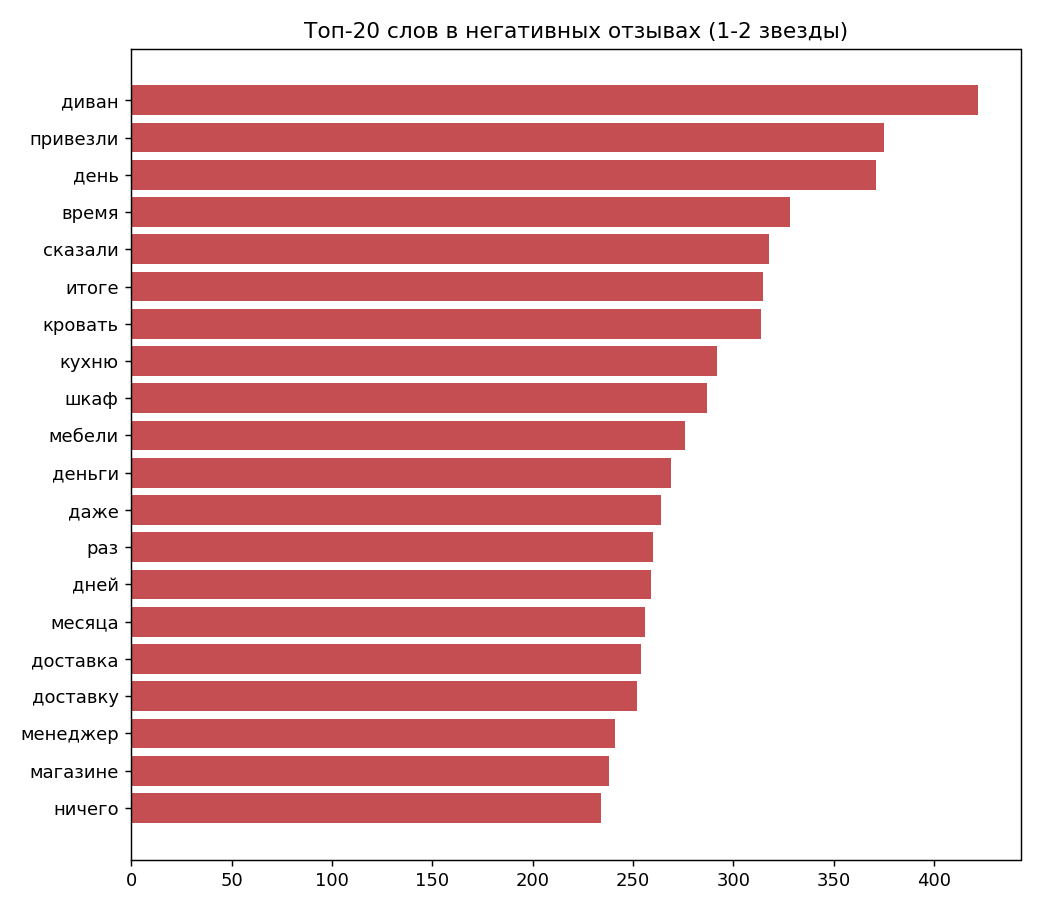 Топ-20 слов в негативных отзывах (1-2 звезды)
диван
привезли
день
время
сказали
итоге
кровать
кухню
шкаф
мебели
деньги
даже
раз
дней
месяца
доставка
доставку
менеджер
магазине
ничего
0 50 100 150 200 250 300 350 400